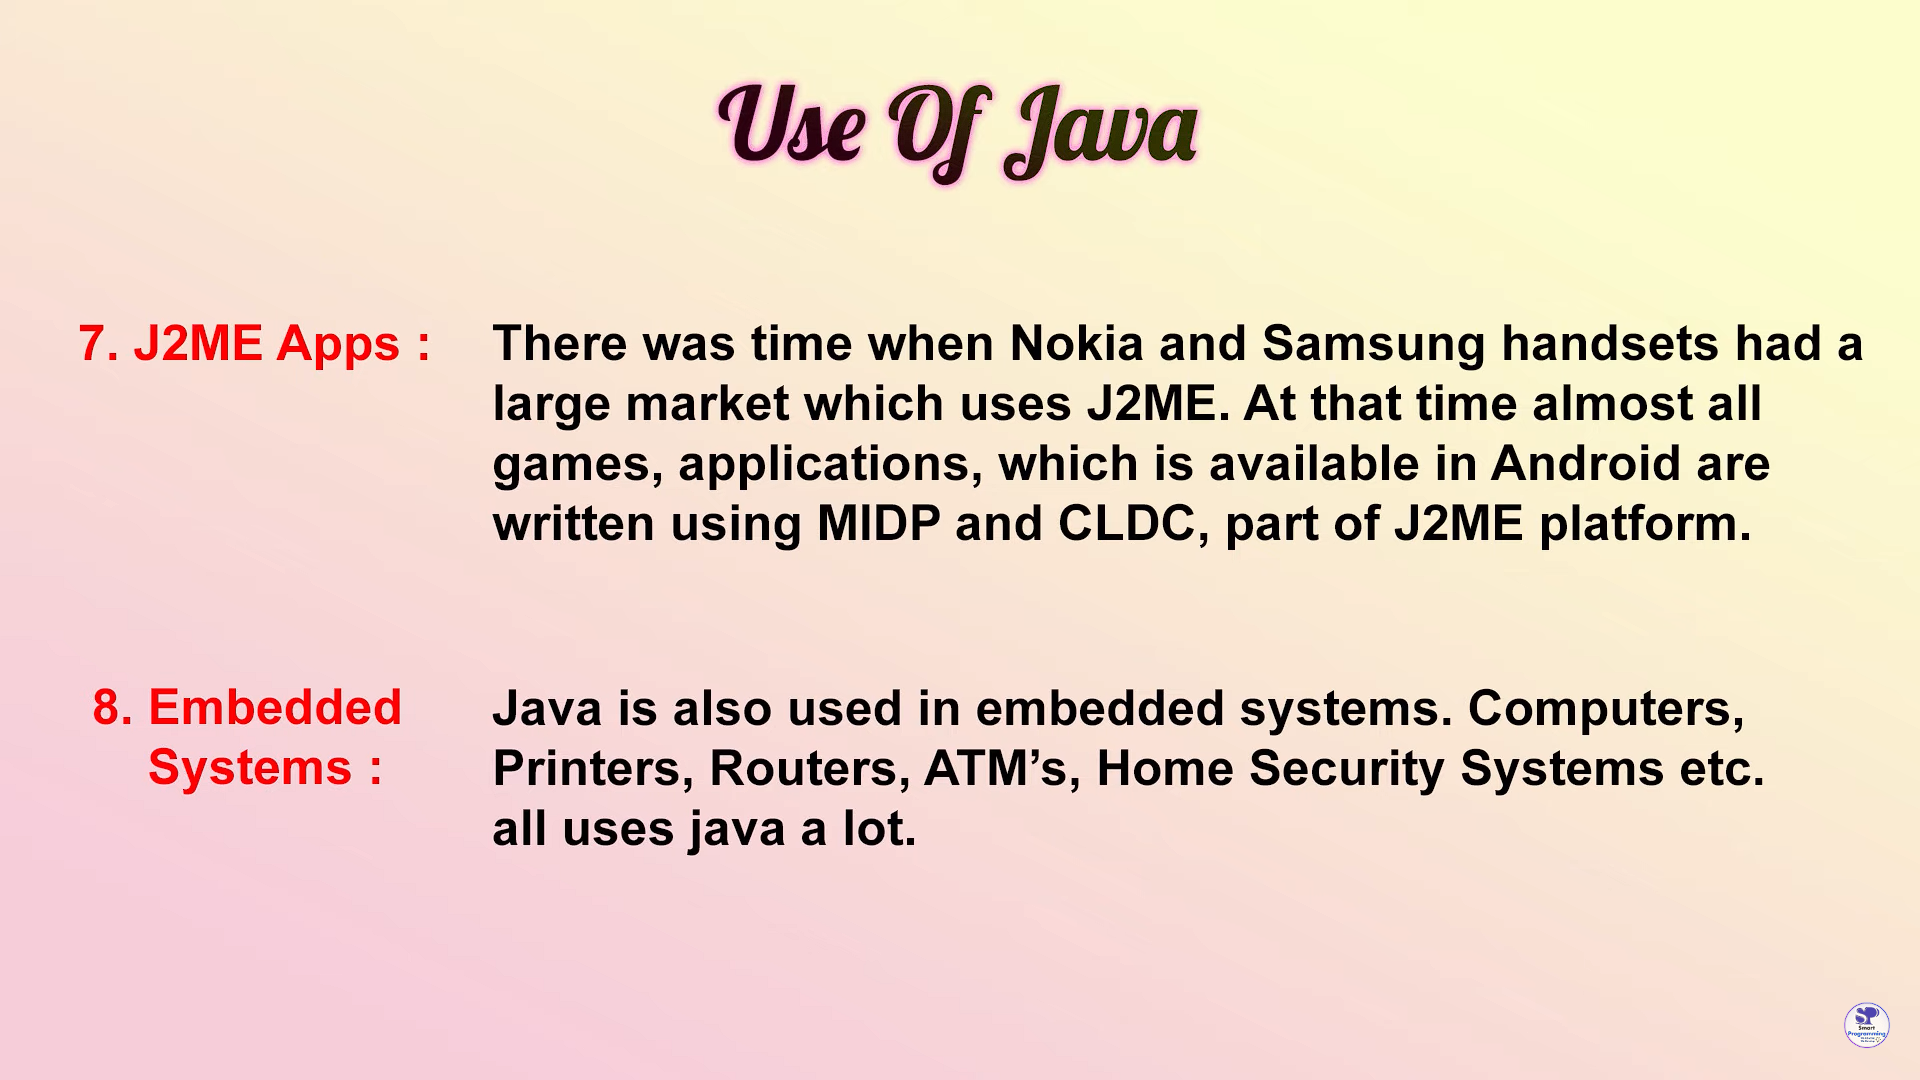 Use Of Java
7. J2ME Apps :
There was time when Nokia and Samsung handsets had a
large market which uses J2ME. At that time almost all
games, applications, which is available in Android are
written using MIDP and CLDC, part of J2ME platform.
8. Embedded
Systems :
Java is also used in embedded systems. Computers,
Printers, Routers, ATM’s, Home Security Systems etc.
all uses java a lot.
SP
Smart
Programming